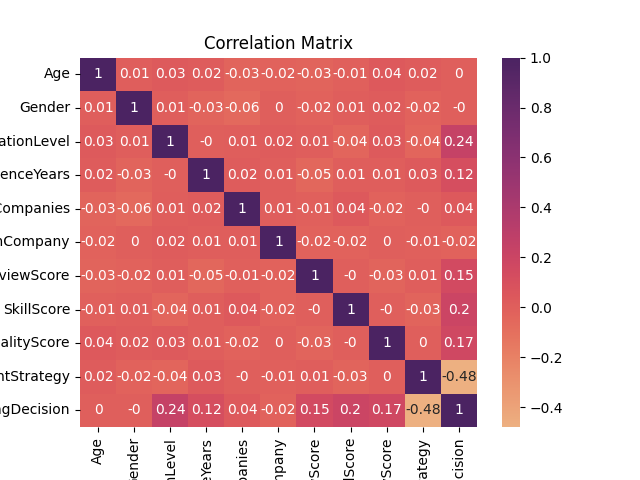 Correlation Matrix
Age 1 0.01 0.03 0.02 -0.03 -0.02 -0.03 -0.01 0.04 0.02 0
Gender 0.01 1 0.01 -0.03 -0.06 0 -0.02 0.01 0.02 -0.02 -0
ationLevel 0.03 0.01 1 -0 0.01 0.02 0.01 -0.04 0.03 -0.04 0.24
enceYears 0.02 -0.03 -0 1 0.02 0.01 -0.05 0.01 0.01 0.03 0.12
Companies -0.03 -0.06 0.01 0.02 1 0.01 -0.01 0.04 -0.02 -0 0.04
mCompany -0.02 0 0.02 0.01 0.01 1 -0.02 -0.02 0 -0.01 -0.02
viewScore -0.03 -0.02 0.01 -0.05 -0.01 -0.02 1 -0 -0.03 0.01 0.15
SkillScore -0.01 0.01 -0.04 0.01 0.04 -0.02 -0 1 -0 -0.03 0.2
alityScore 0.04 0.02 0.03 0.01 -0.02 0 -0.03 -0 1 0 0.17
ntStrategy 0.02 -0.02 -0.04 0.03 -0 -0.01 0.01 -0.03 0 1 -0.48
gDecision 0 -0 0.24 0.12 0.04 -0.02 0.15 0.2 0.17 -0.48 1
Age
Gender
nLevel
eYears
panies
mpany
Score
llScore
yScore
ategy
cision
1.0
0.8
0.6
0.4
0.2
0.0
−0.2
−0.4